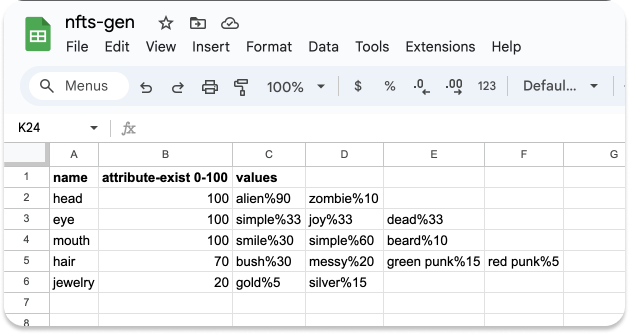 nfts-gen
File Edit View Insert Format Data Tools Extensions Help
Menus 100% $ % .0 .00 123 Defaul...
K24 fx
A B C D E F G
1 name attribute-exist 0-100 values
2 head 100 alien%90 zombie%10
3 eye 100 simple%33 joy%33 dead%33
4 mouth 100 smile%30 simple%60 beard%10
5 hair 70 bush%30 messy%20 green punk%15 red punk%5
6 jewelry 20 gold%5 silver%15
7
8